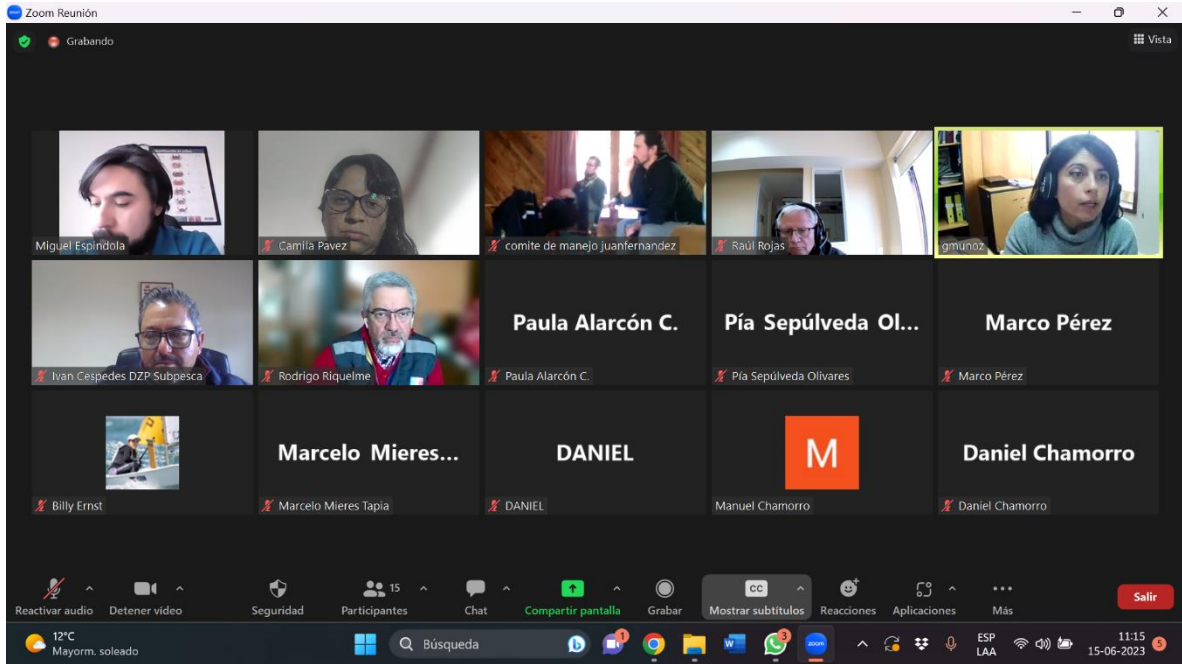 Zoom Reunión
Grabando
Vista
Miguel Espindola
Camila Pavez
comite de manejo juanfernandez
Raúl Rojas
gmunoz
Ivan Cespedes DZP Subpesca
Rodrigo Riquelme
Paula Alarcón C.
Paula Alarcón C.
Pía Sepúlveda Ol...
Pía Sepúlveda Olivares
Marco Pérez
Marco Pérez
Billy Ernst
Marcelo Mieres...
Marcelo Mieres Tapia
DANIEL
DANIEL
M
Manuel Chamorro
Daniel Chamorro
Daniel Chamorro
Reactivar audio
Detener video
Seguridad
15
Participantes
Chat
Compartir pantalla
Grabar
CC
Mostrar subtítulos
Reacciones
Aplicaciones
Más
Salir
12°C
Mayorm. soleado
Búsqueda
1
3
zoom
ESP
LAA
11:15
15-06-2023
5